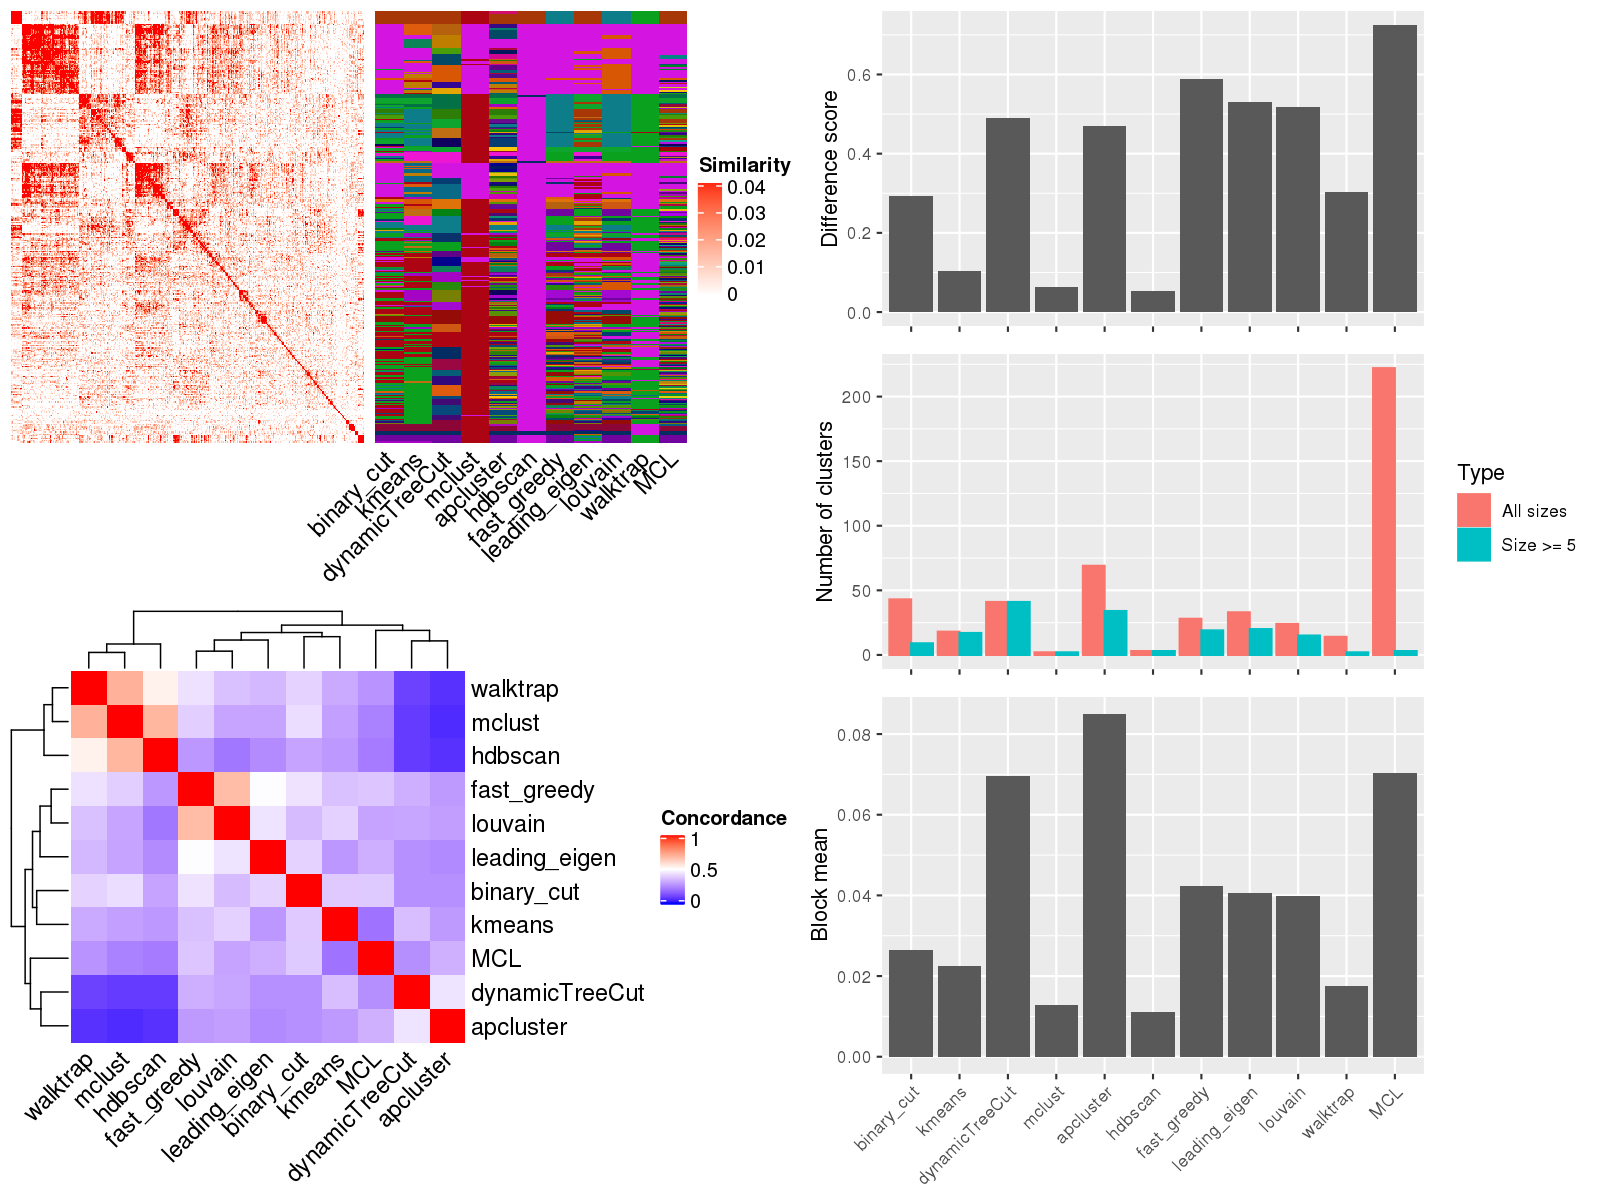 Similarity
0.04
0.03
0.02
0.01
0
binary_cut
kmeans
dynamicTreeCut
mclust
apcluster
hdbscan
fast_greedy
leading_eigen
louvain
walktrap
MCL
walktrap
mclust
hdbscan
fast_greedy
louvain
leading_eigen
binary_cut
kmeans
MCL
dynamicTreeCut
apcluster
walktrap
mclust
hdbscan
fast_greedy
louvain
leading_eigen
binary_cut
kmeans
MCL
dynamicTreeCut
apcluster
Concordance
1
0.5
0
Difference score
0.6
0.4
0.2
0.0
Number of clusters
200
150
100
50
0
Type
All sizes
Size >= 5
Block mean
0.08
0.06
0.04
0.02
0.00
binary_cut
kmeans
dynamicTreeCut
mclust
apcluster
hdbscan
fast_greedy
leading_eigen
louvain
walktrap
MCL